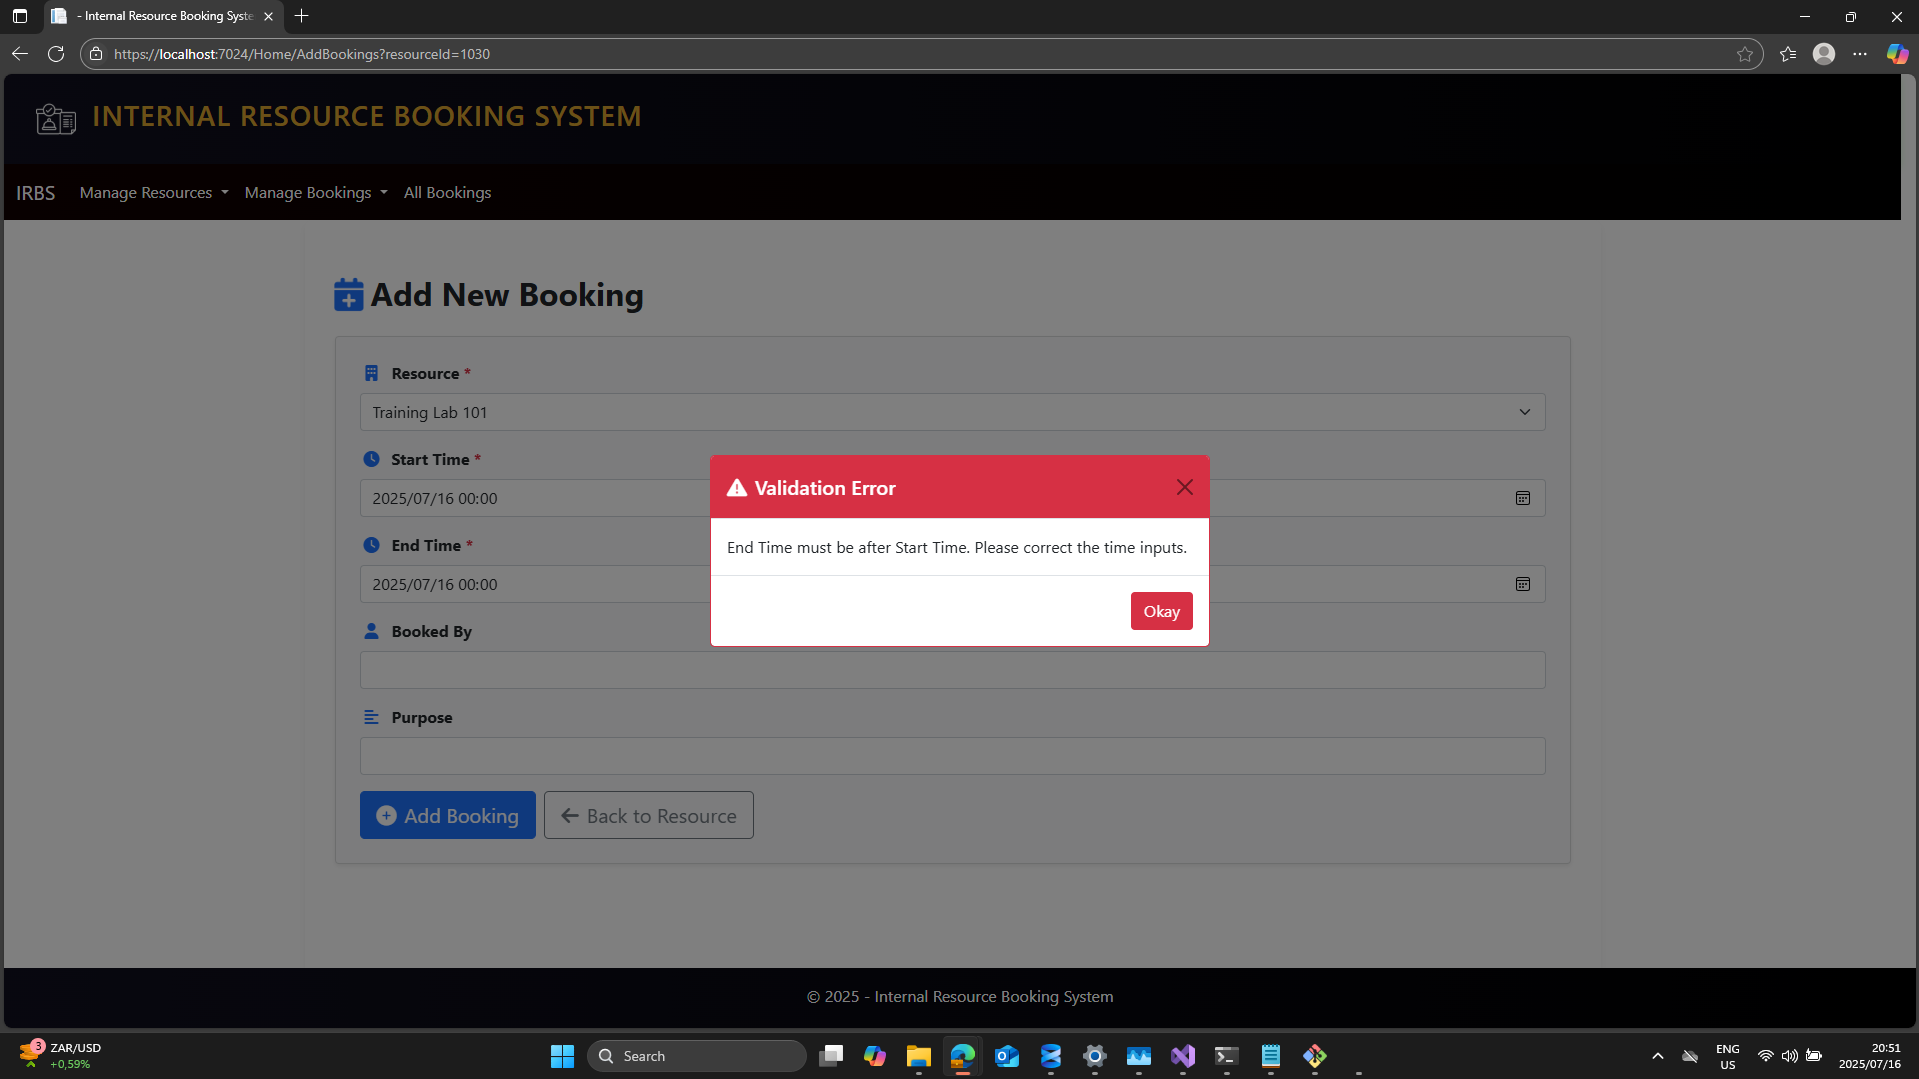 - Internal Resource Booking Syste
https://localhost:7024/Home/AddBookings?resourceId=1030
INTERNAL RESOURCE BOOKING SYSTEM
IRBS Manage Resources Manage Bookings All Bookings
Add New Booking
Resource *
Training Lab 101
Start Time *
2025/07/16 00:00
End Time *
2025/07/16 00:00
Booked By
Purpose
Add Booking Back to Resource
Validation Error
End Time must be after Start Time. Please correct the time inputs.
Okay
© 2025 - Internal Resource Booking System
3 ZAR/USD
+0,59%
Search
ENG
US
20:51
2025/07/16